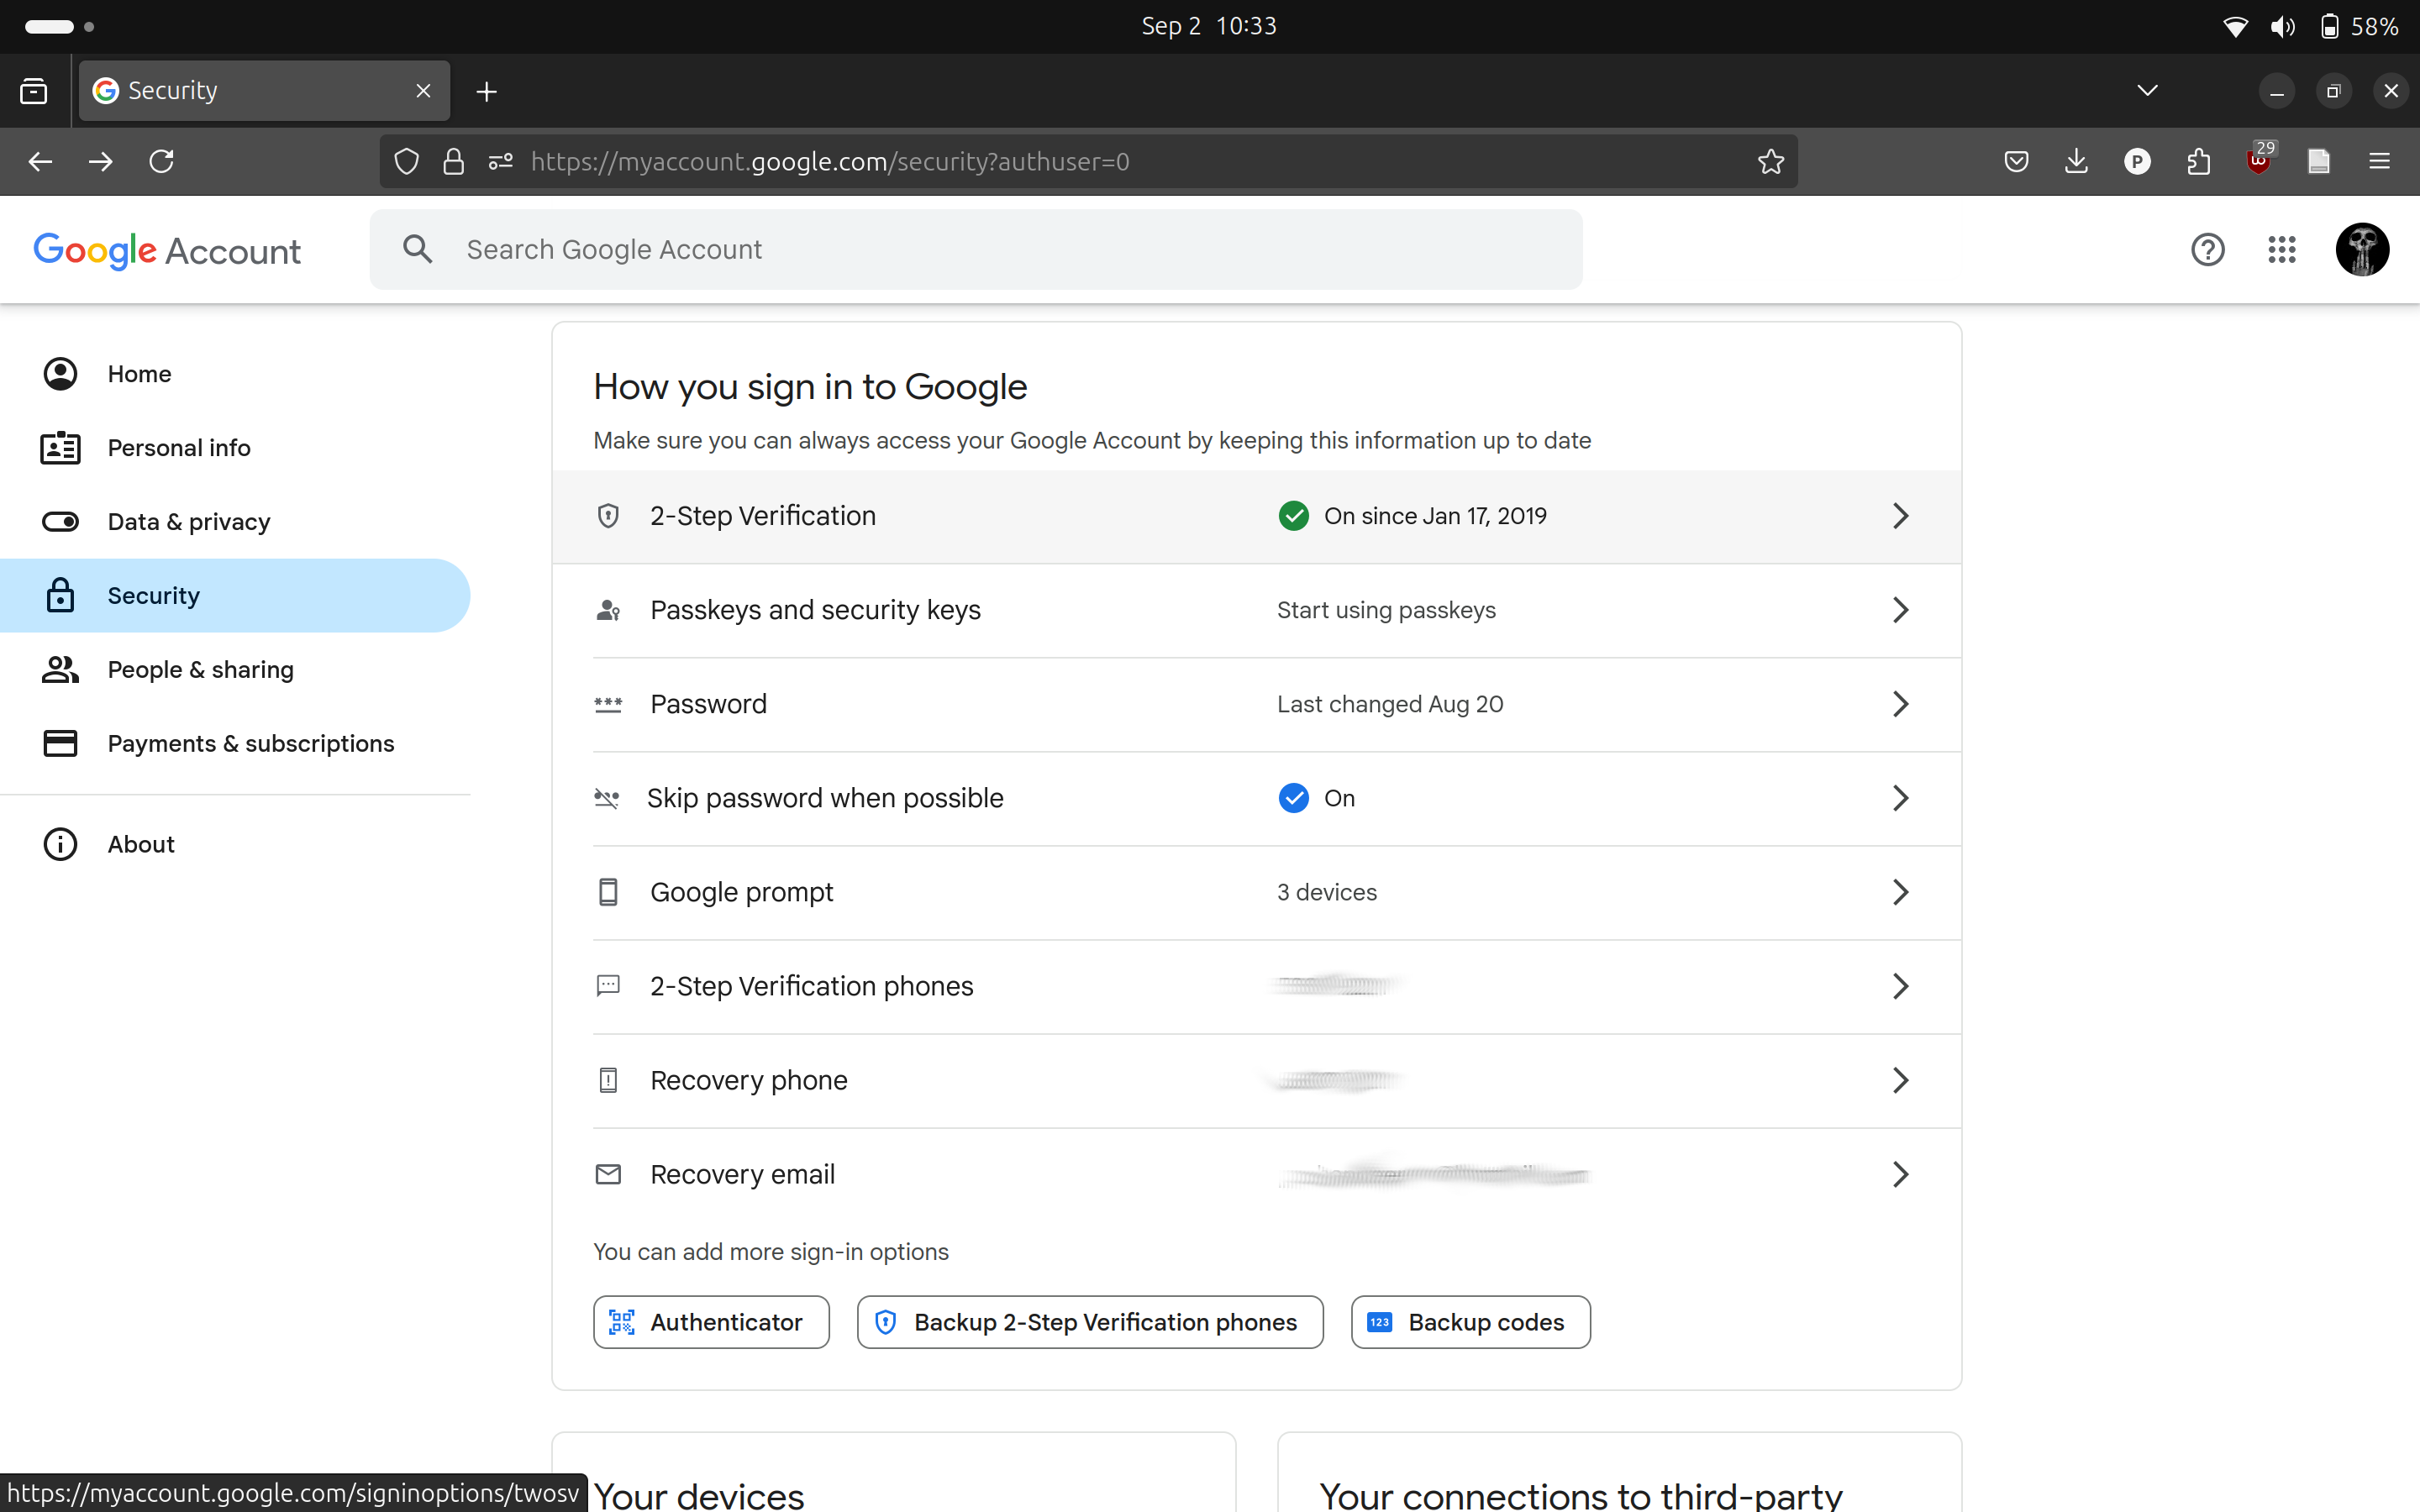 Sep 2 10:33
58%
Security
https://myaccount.google.com/security?authuser=0
29
Google Account
Search Google Account
Home
Personal info
Data & privacy
Security
People & sharing
Payments & subscriptions
About
How you sign in to Google
Make sure you can always access your Google Account by keeping this information up to date
2-Step Verification On since Jan 17, 2019
Passkeys and security keys Start using passkeys
Password Last changed Aug 20
Skip password when possible On
Google prompt 3 devices
2-Step Verification phones
Recovery phone
Recovery email
You can add more sign-in options
Authenticator Backup 2-Step Verification phones 123 Backup codes
Your devices Your connections to third-party
https://myaccount.google.com/signinoptions/twosv